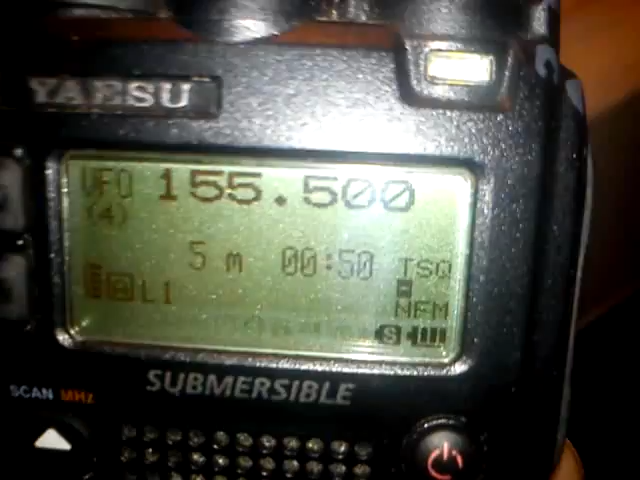 YAESU
VFO 155.500
(4)
5 m 00:50 TSQ
L1
NFM
S
SUBMERSIBLE
SCAN MHz